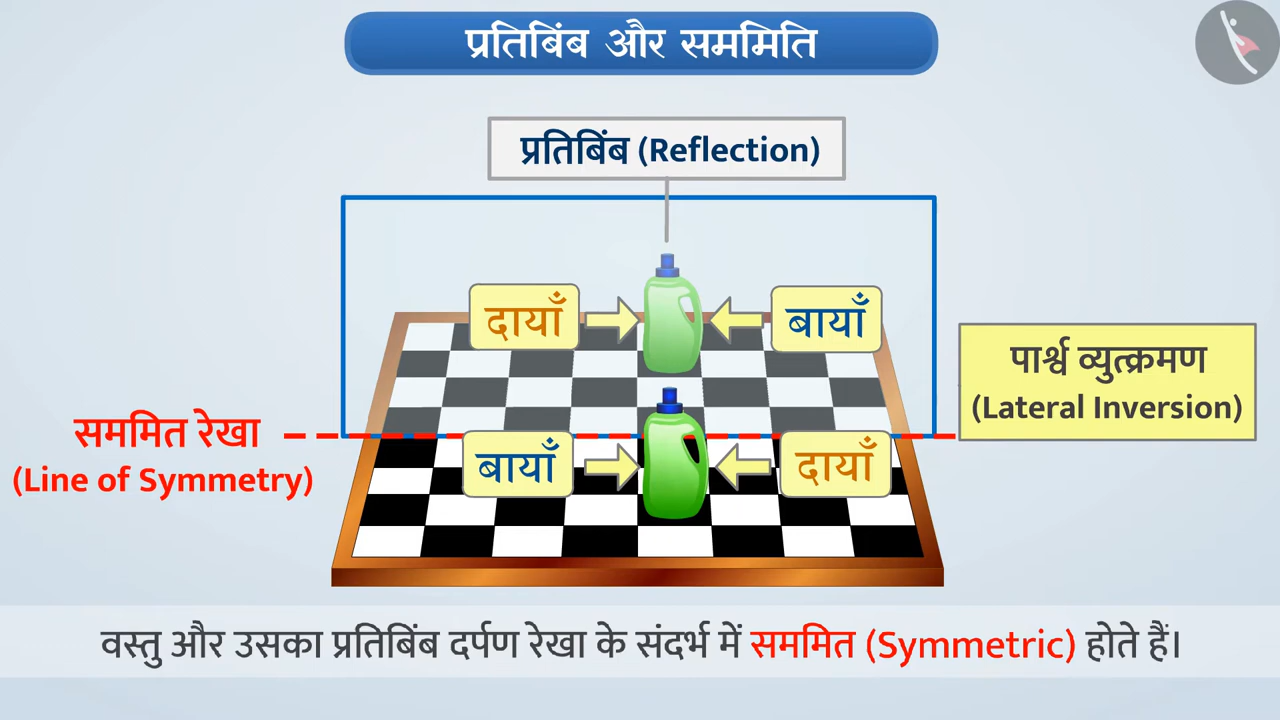 प्रतिबिंब और सममिति
प्रतिबिंब (Reflection)
दायाँ
बायाँ
पार्श्व व्युत्क्रमण
(Lateral Inversion)
सममित रेखा
(Line of Symmetry)
बायाँ
दायाँ
वस्तु और उसका प्रतिबिंब दर्पण रेखा के संदर्भ में सममित (Symmetric) होते हैं।